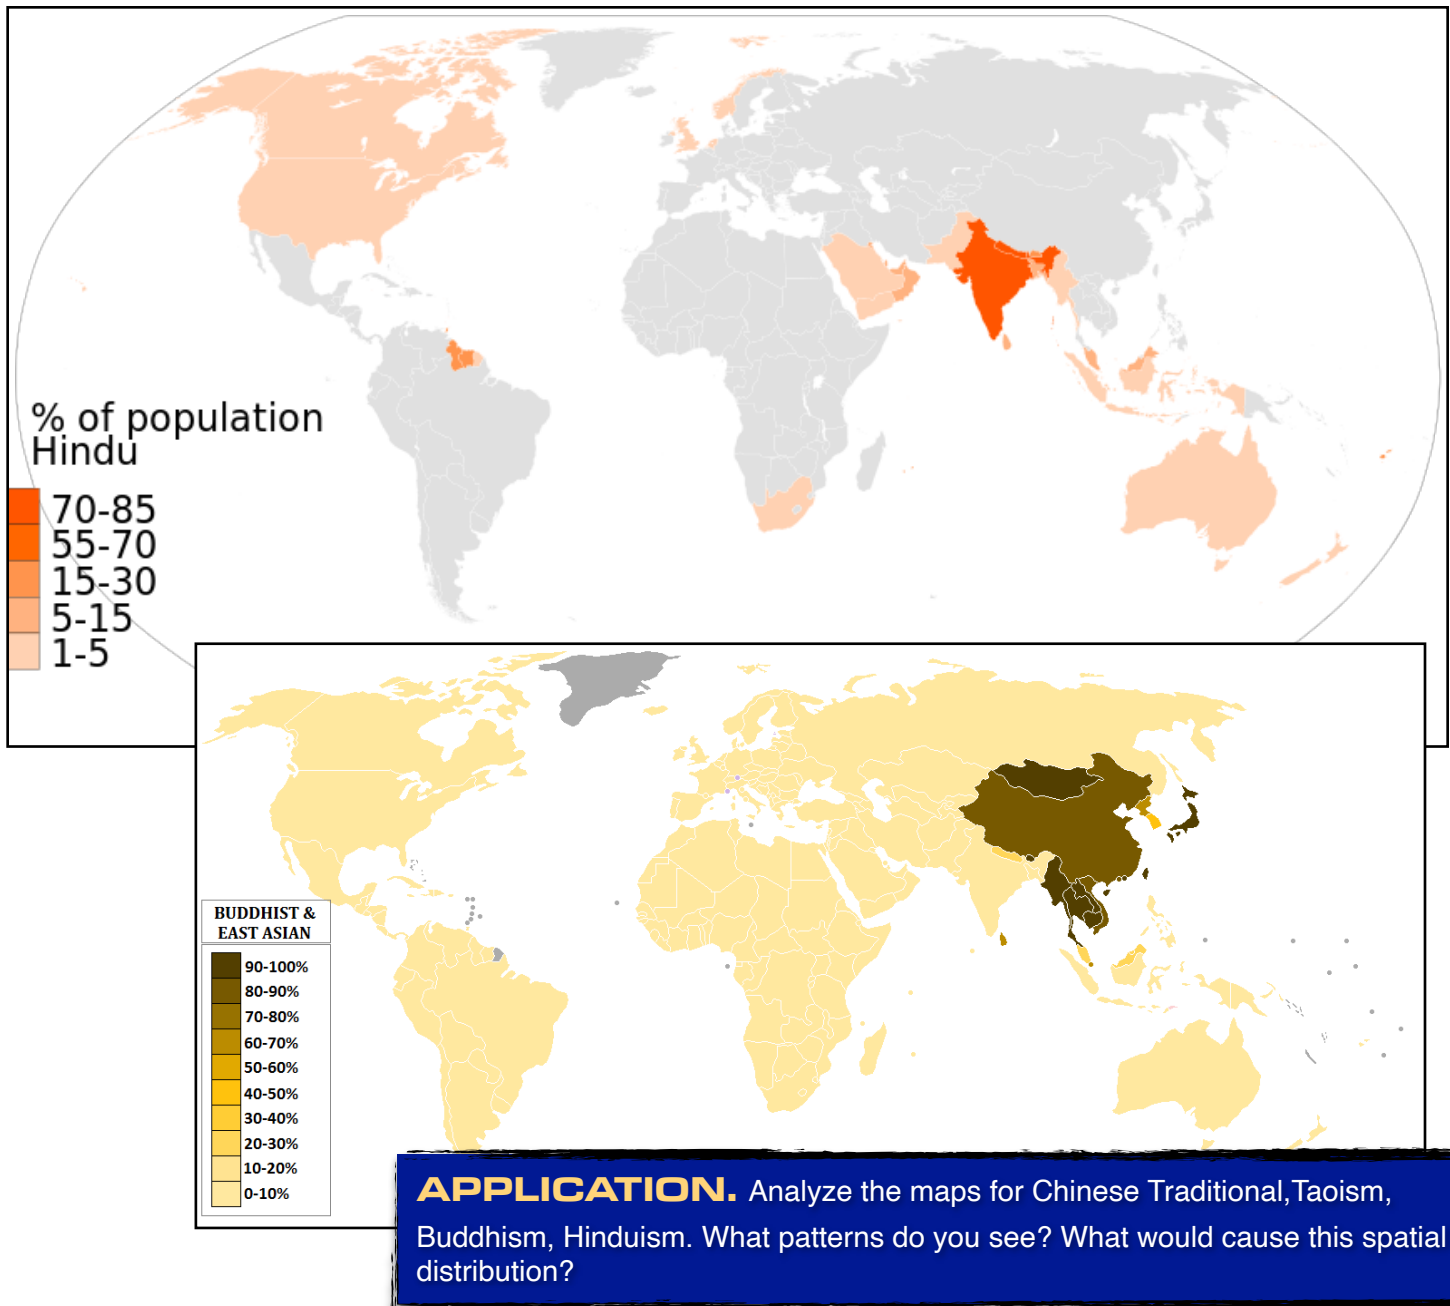 % of population
Hindu
70-85
55-70
15-30
5-15
1-5
BUDDHIST &
EAST ASIAN
90-100%
80-90%
70-80%
60-70%
50-60%
40-50%
30-40%
20-30%
10-20%
0-10%
APPLICATION. Analyze the maps for Chinese Traditional,Taoism,
Buddhism, Hinduism. What patterns do you see? What would cause this spatial
distribution?